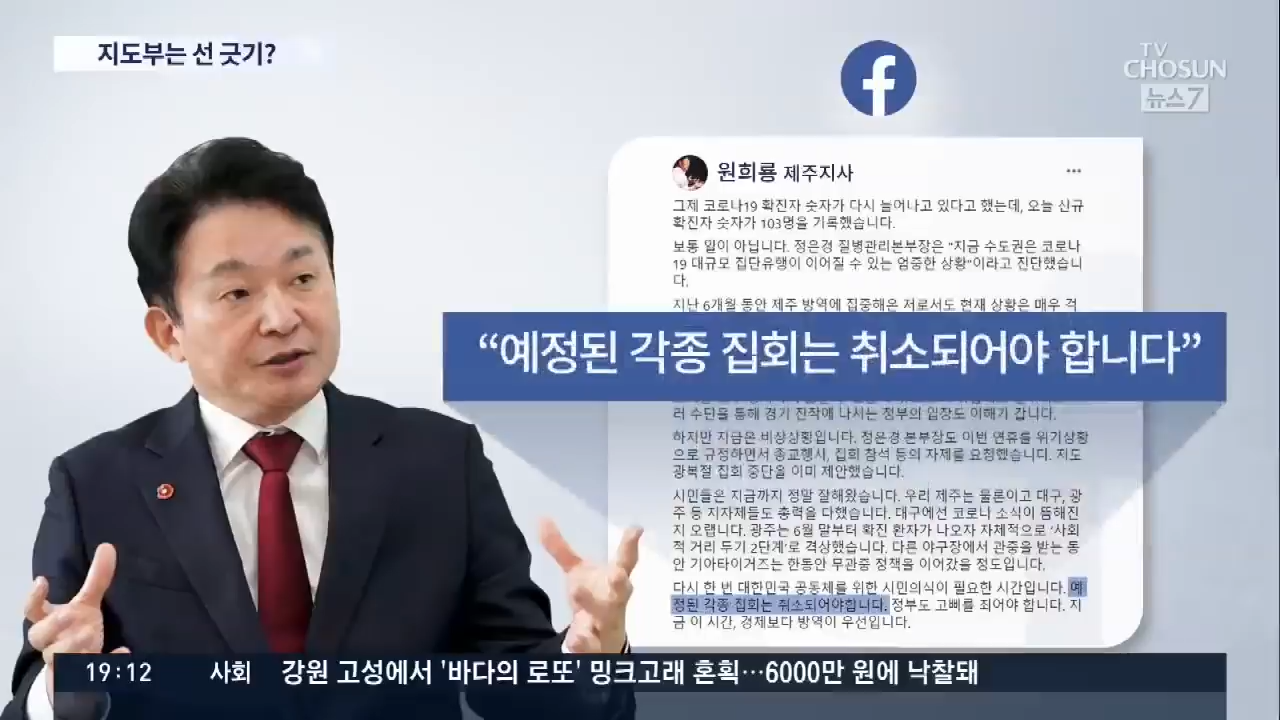 지도부는 선 긋기?
TV
CHOSUN
뉴스7
원희룡 제주지사
그제 코로나19 확진자 숫자가 다시 늘어나고 있다고 했는데, 오늘 신규
확진자 숫자가 103명을 기록했습니다.
보통 일이 아닙니다. 정은경 질병관리본부장은 "지금 수도권은 코로나
19 대규모 집단유행이 이어질 수 있는 엄중한 상황"이라고 진단했습니
다.
지난 6개월 동안 제주 방역에 집중해온 저로서도 현재 상황은 매우 걱
“예정된 각종 집회는 취소되어야 합니다”
러 수단을 통해 경기 진작에 나서는 정부의 입장도 이해가 갑니다.
하지만 지금은 비상상황입니다. 정은경 본부장도 이번 연휴를 위기상황
으로 규정하면서 종교행사, 집회 참석 등의 자제를 요청했습니다. 저도
광복절 집회 중단을 이미 제안했습니다.
시민들은 지금까지 정말 잘해왔습니다. 우리 제주는 물론이고 대구, 광
주 등 지자체들도 총력을 다했습니다. 대구에선 코로나 소식이 뜸해진
지 오랩니다. 광주는 6월 말부터 확진 환자가 나오자 자체적으로 '사회
적 거리 두기 2단계'로 격상했습니다. 다른 야구장에서 관중을 받는 동
안 기아타이거즈는 한동안 무관중 정책을 이어갔을 정도입니다.
다시 한 번 대한민국 공동체를 위한 시민의식이 필요한 시간입니다. 예
정된 각종 집회는 취소되어야합니다. 정부도 고삐를 죄어야 합니다. 지
금 이 시간, 경제보다 방역이 우선입니다.
19:12 사회 강원 고성에서 '바다의 로또' 밍크고래 혼획…6000만 원에 낙찰돼